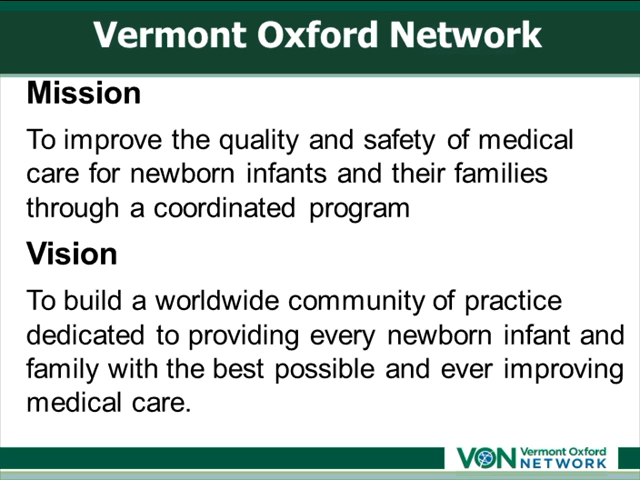 Vermont Oxford Network
Mission
To improve the quality and safety of medical
care for newborn infants and their families
through a coordinated program
Vision
To build a worldwide community of practice
dedicated to providing every newborn infant and
family with the best possible and ever improving
medical care.
VON Vermont Oxford
NETWORK